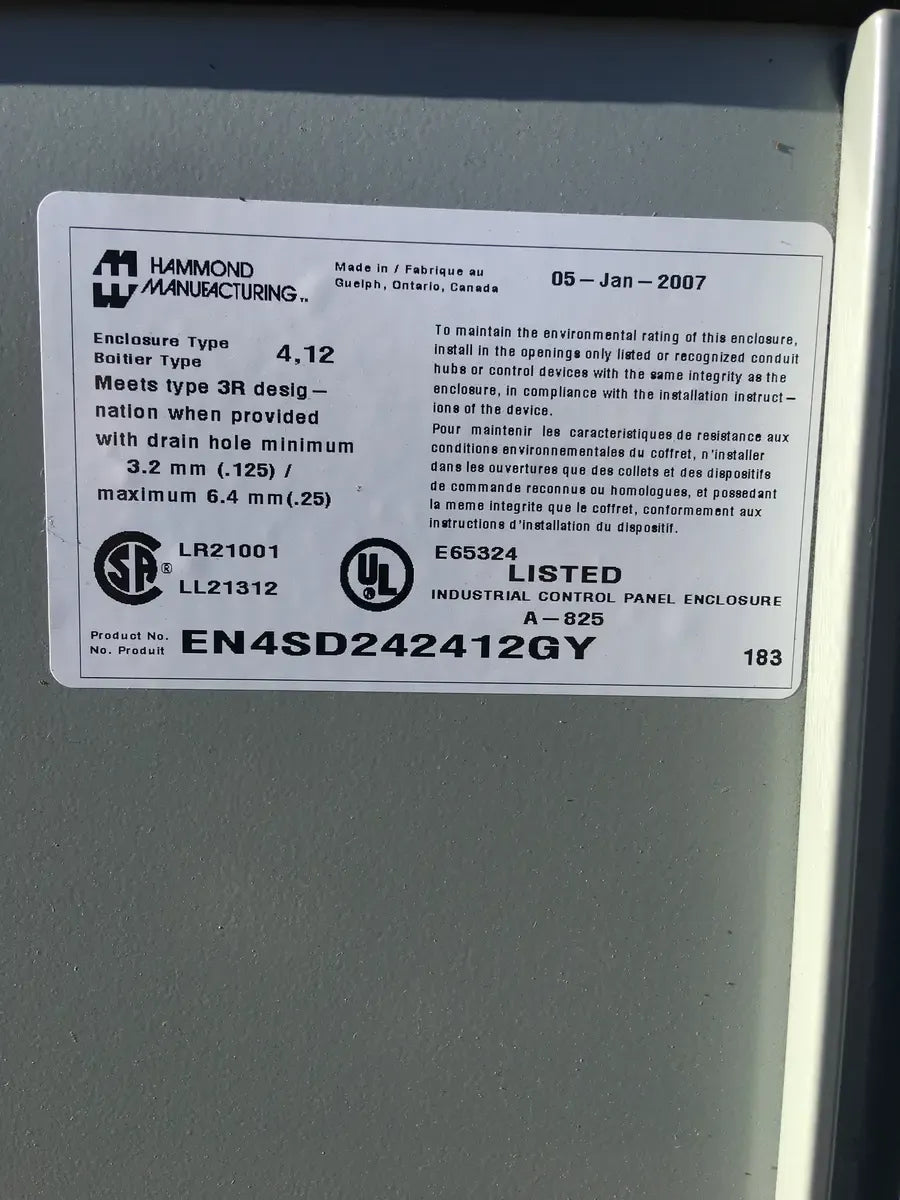 HAMMOND
MANUFACTURING™
Made in / Fabrique au
Guelph, Ontario, Canada
05-Jan-2007
Enclosure Type
Boitier Type
4,12
Meets type 3R desig-
nation when provided
with drain hole minimum
3.2 mm (.125) /
maximum 6.4 mm(.25)
To maintain the environmental rating of this enclosure,
install in the openings only listed or recognized conduit
hubs or control devices with the same integrity as the
enclosure, in compliance with the installation instruct-
ions of the device.
Pour maintenir les caracteristiques de resistance aux
conditions environnementales du coffret, n'installer
dans les ouvertures que des collets et des dispositifs
de commande reconnus ou homologues, et possedant
la meme integrite que le coffret, conformement aux
instructions d'installation du dispositif.
SA ®
LR21001
LL21312
UL ®
E65324
LISTED
INDUSTRIAL CONTROL PANEL ENCLOSURE
A-825
Product No.
No. Produit
EN4SD242412GY
183